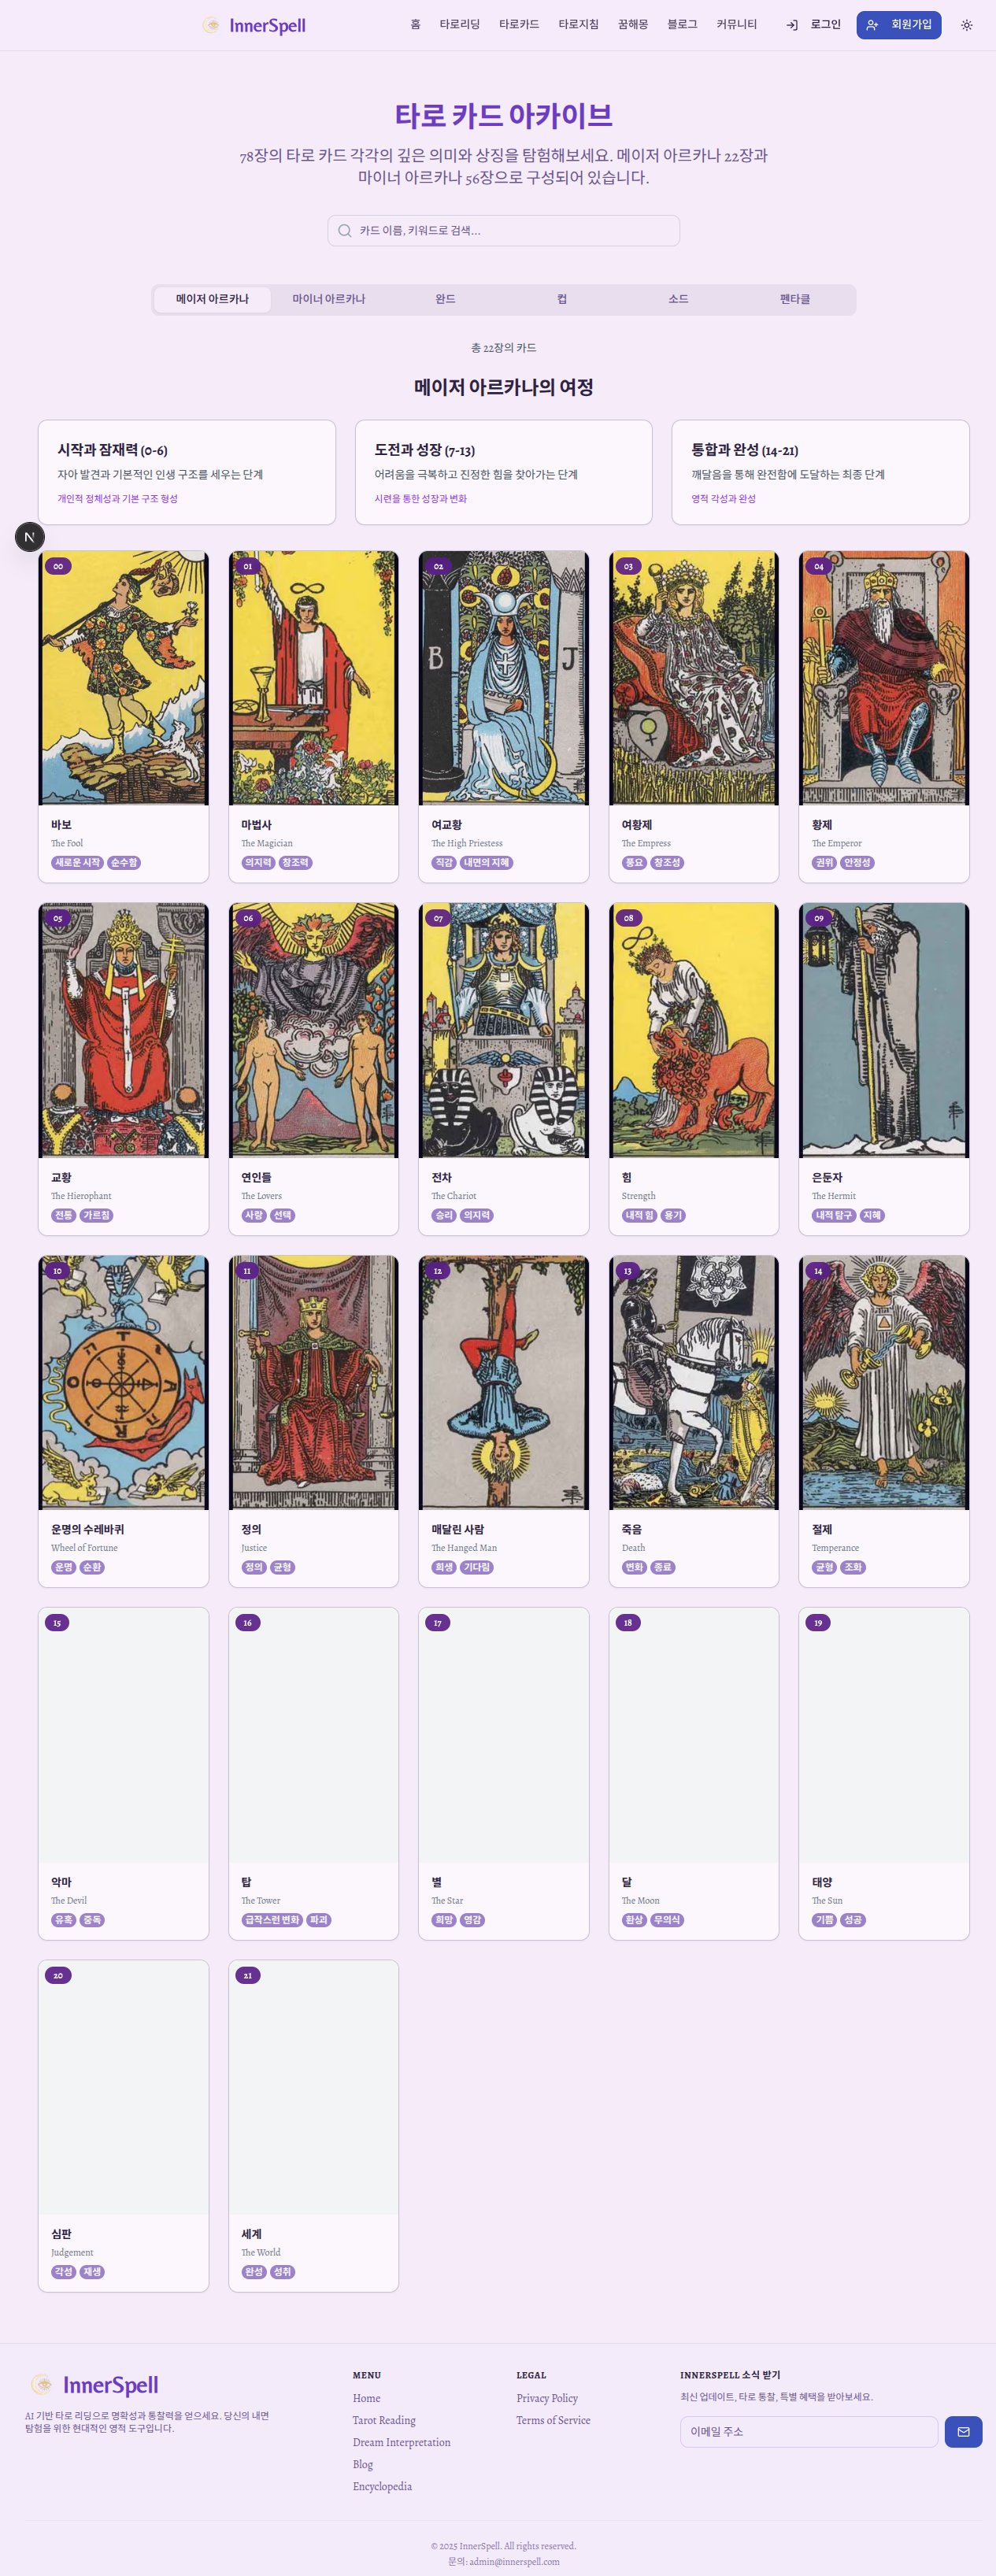 InnerSpell
홈 타로리딩 타로카드 타로지침 꿈해몽 블로그 커뮤니티 로그인 회원가입
타로 카드 아카이브
78장의 타로 카드 각각의 깊은 의미와 상징을 탐험해보세요. 메이저 아르카나 22장과
마이너 아르카나 56장으로 구성되어 있습니다.
카드 이름, 키워드로 검색...
메이저 아르카나 마이너 아르카나 완드 컵 소드 펜타클
총 22장의 카드
메이저 아르카나의 여정
시작과 잠재력 (0-6)
자아 발견과 기본적인 인생 구조를 세우는 단계
개인적 정체성과 기본 구조 형성
도전과 성장 (7-13)
어려움을 극복하고 진정한 힘을 찾아가는 단계
시련을 통한 성장과 변화
통합과 완성 (14-21)
깨달음을 통해 완전함에 도달하는 최종 단계
영적 각성과 완성
N
00
바보
The Fool
새로운 시작 순수함
01
마법사
The Magician
의지력 창조력
02
B J
여교황
The High Priestess
직감 내면의 지혜
03
여황제
The Empress
풍요 창조성
04
황제
The Emperor
권위 안정성
05
교황
The Hierophant
전통 가르침
06
연인들
The Lovers
사랑 선택
07
전차
The Chariot
승리 의지력
08
힘
Strength
내적 힘 용기
09
은둔자
The Hermit
내적 탐구 지혜
10
운명의 수레바퀴
Wheel of Fortune
운명 순환
11
정의
Justice
정의 균형
12
매달린 사람
The Hanged Man
희생 기다림
13
죽음
Death
변화 종료
14
절제
Temperance
균형 조화
15
악마
The Devil
유혹 중독
16
탑
The Tower
급작스런 변화 파괴
17
별
The Star
희망 영감
18
달
The Moon
환상 무의식
19
태양
The Sun
기쁨 성공
20
심판
Judgement
각성 재생
21
세계
The World
완성 성취
InnerSpell
AI 기반 타로 리딩으로 명확성과 통찰력을 얻으세요. 당신의 내면
탐험을 위한 현대적인 영적 도구입니다.
MENU
Home
Tarot Reading
Dream Interpretation
Blog
Encyclopedia
LEGAL
Privacy Policy
Terms of Service
INNERSPELL 소식 받기
최신 업데이트, 타로 통찰, 특별 혜택을 받아보세요.
이메일 주소
© 2025 InnerSpell. All rights reserved.
문의: admin@innerspell.com